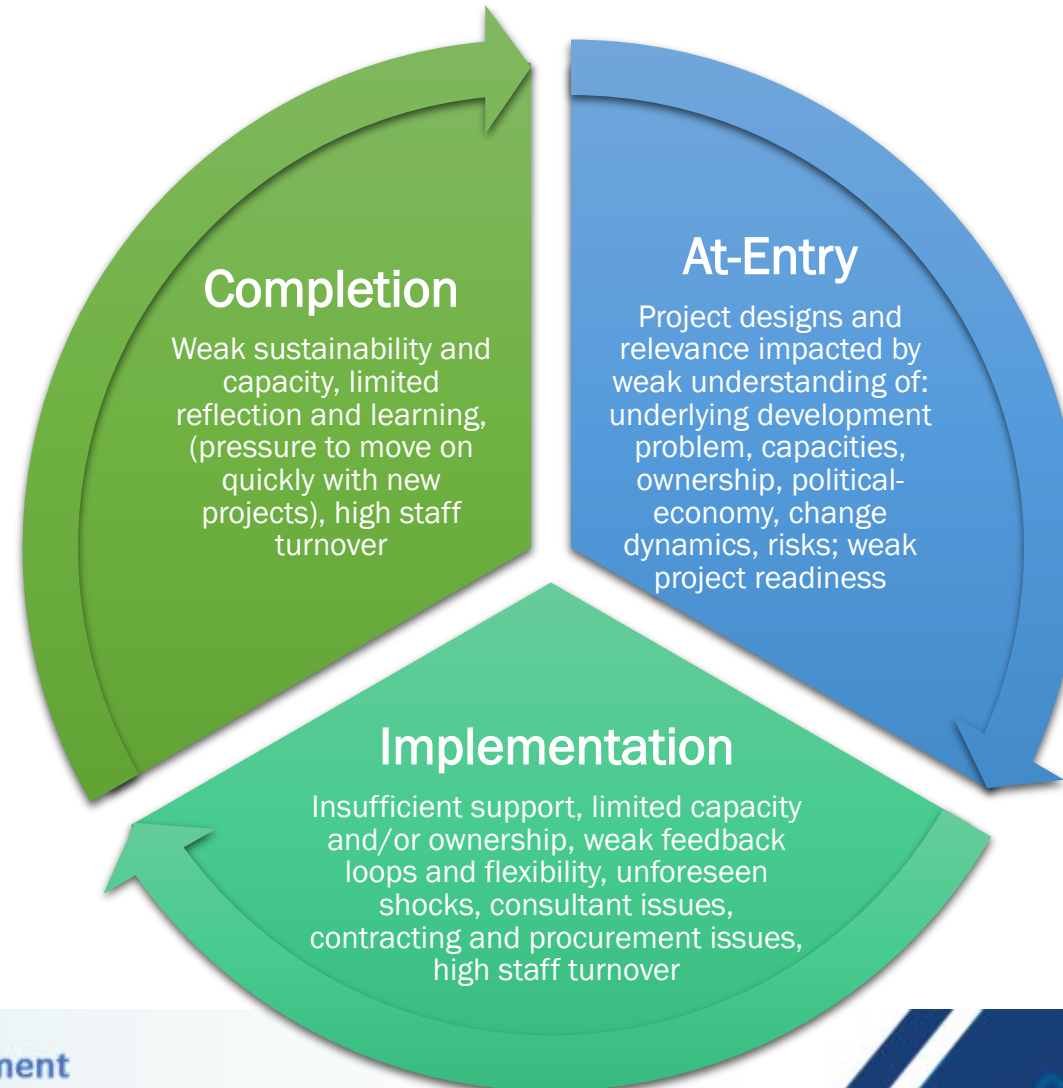 Completion
Weak sustainability and
capacity, limited
reflection and learning,
(pressure to move on
quickly with new
projects), high staff
turnover
At-Entry
Project designs and
relevance impacted by
weak understanding of:
underlying development
problem, capacities,
ownership, political-
economy, change
dynamics, risks; weak
project readiness
Implementation
Insufficient support, limited capacity
and/or ownership, weak feedback
loops and flexibility, unforeseen
shocks, consultant issues,
contracting and procurement issues,
high staff turnover